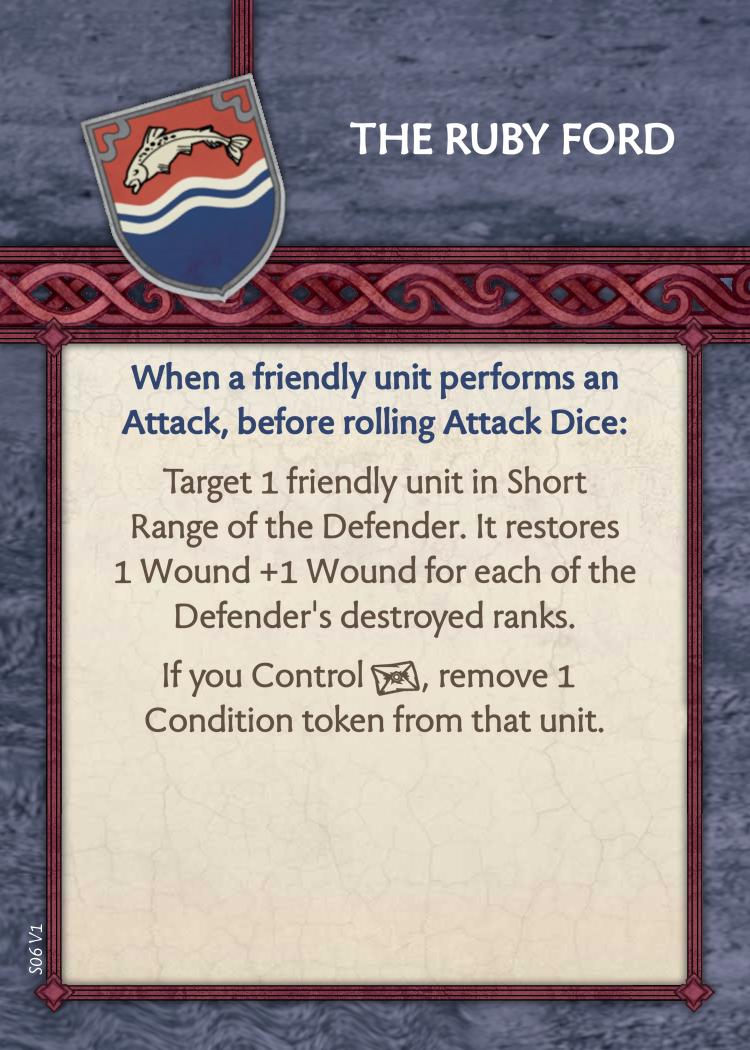 THE RUBY FORD
When a friendly unit performs an
Attack, before rolling Attack Dice:
Target 1 friendly unit in Short
Range of the Defender. It restores
1 Wound +1 Wound for each of the
Defender's destroyed ranks.
If you Control , remove 1
Condition token from that unit.
S06 V1